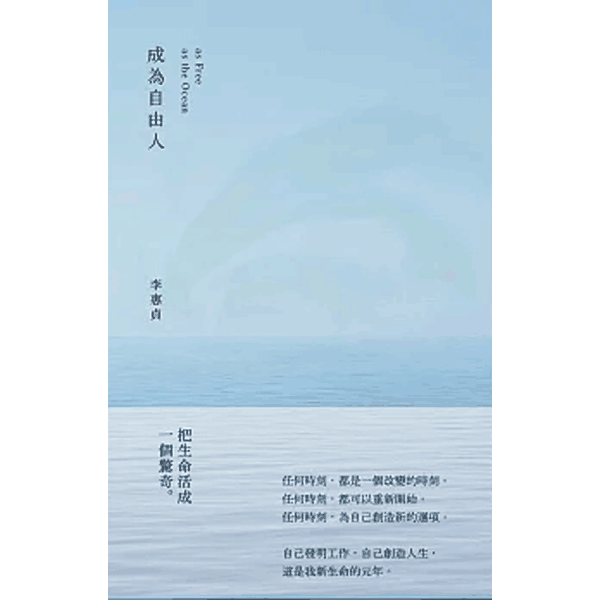 成為自由人
as Free
as the Ocean
李惠貞
把生命活成
一個驚奇。
任何時刻，都是一個改變的時刻。
任何時刻，都可以重新開始。
任何時刻，為自己創造新的選項。
自己發明工作，自己創造人生，
這是我新生命的元年。